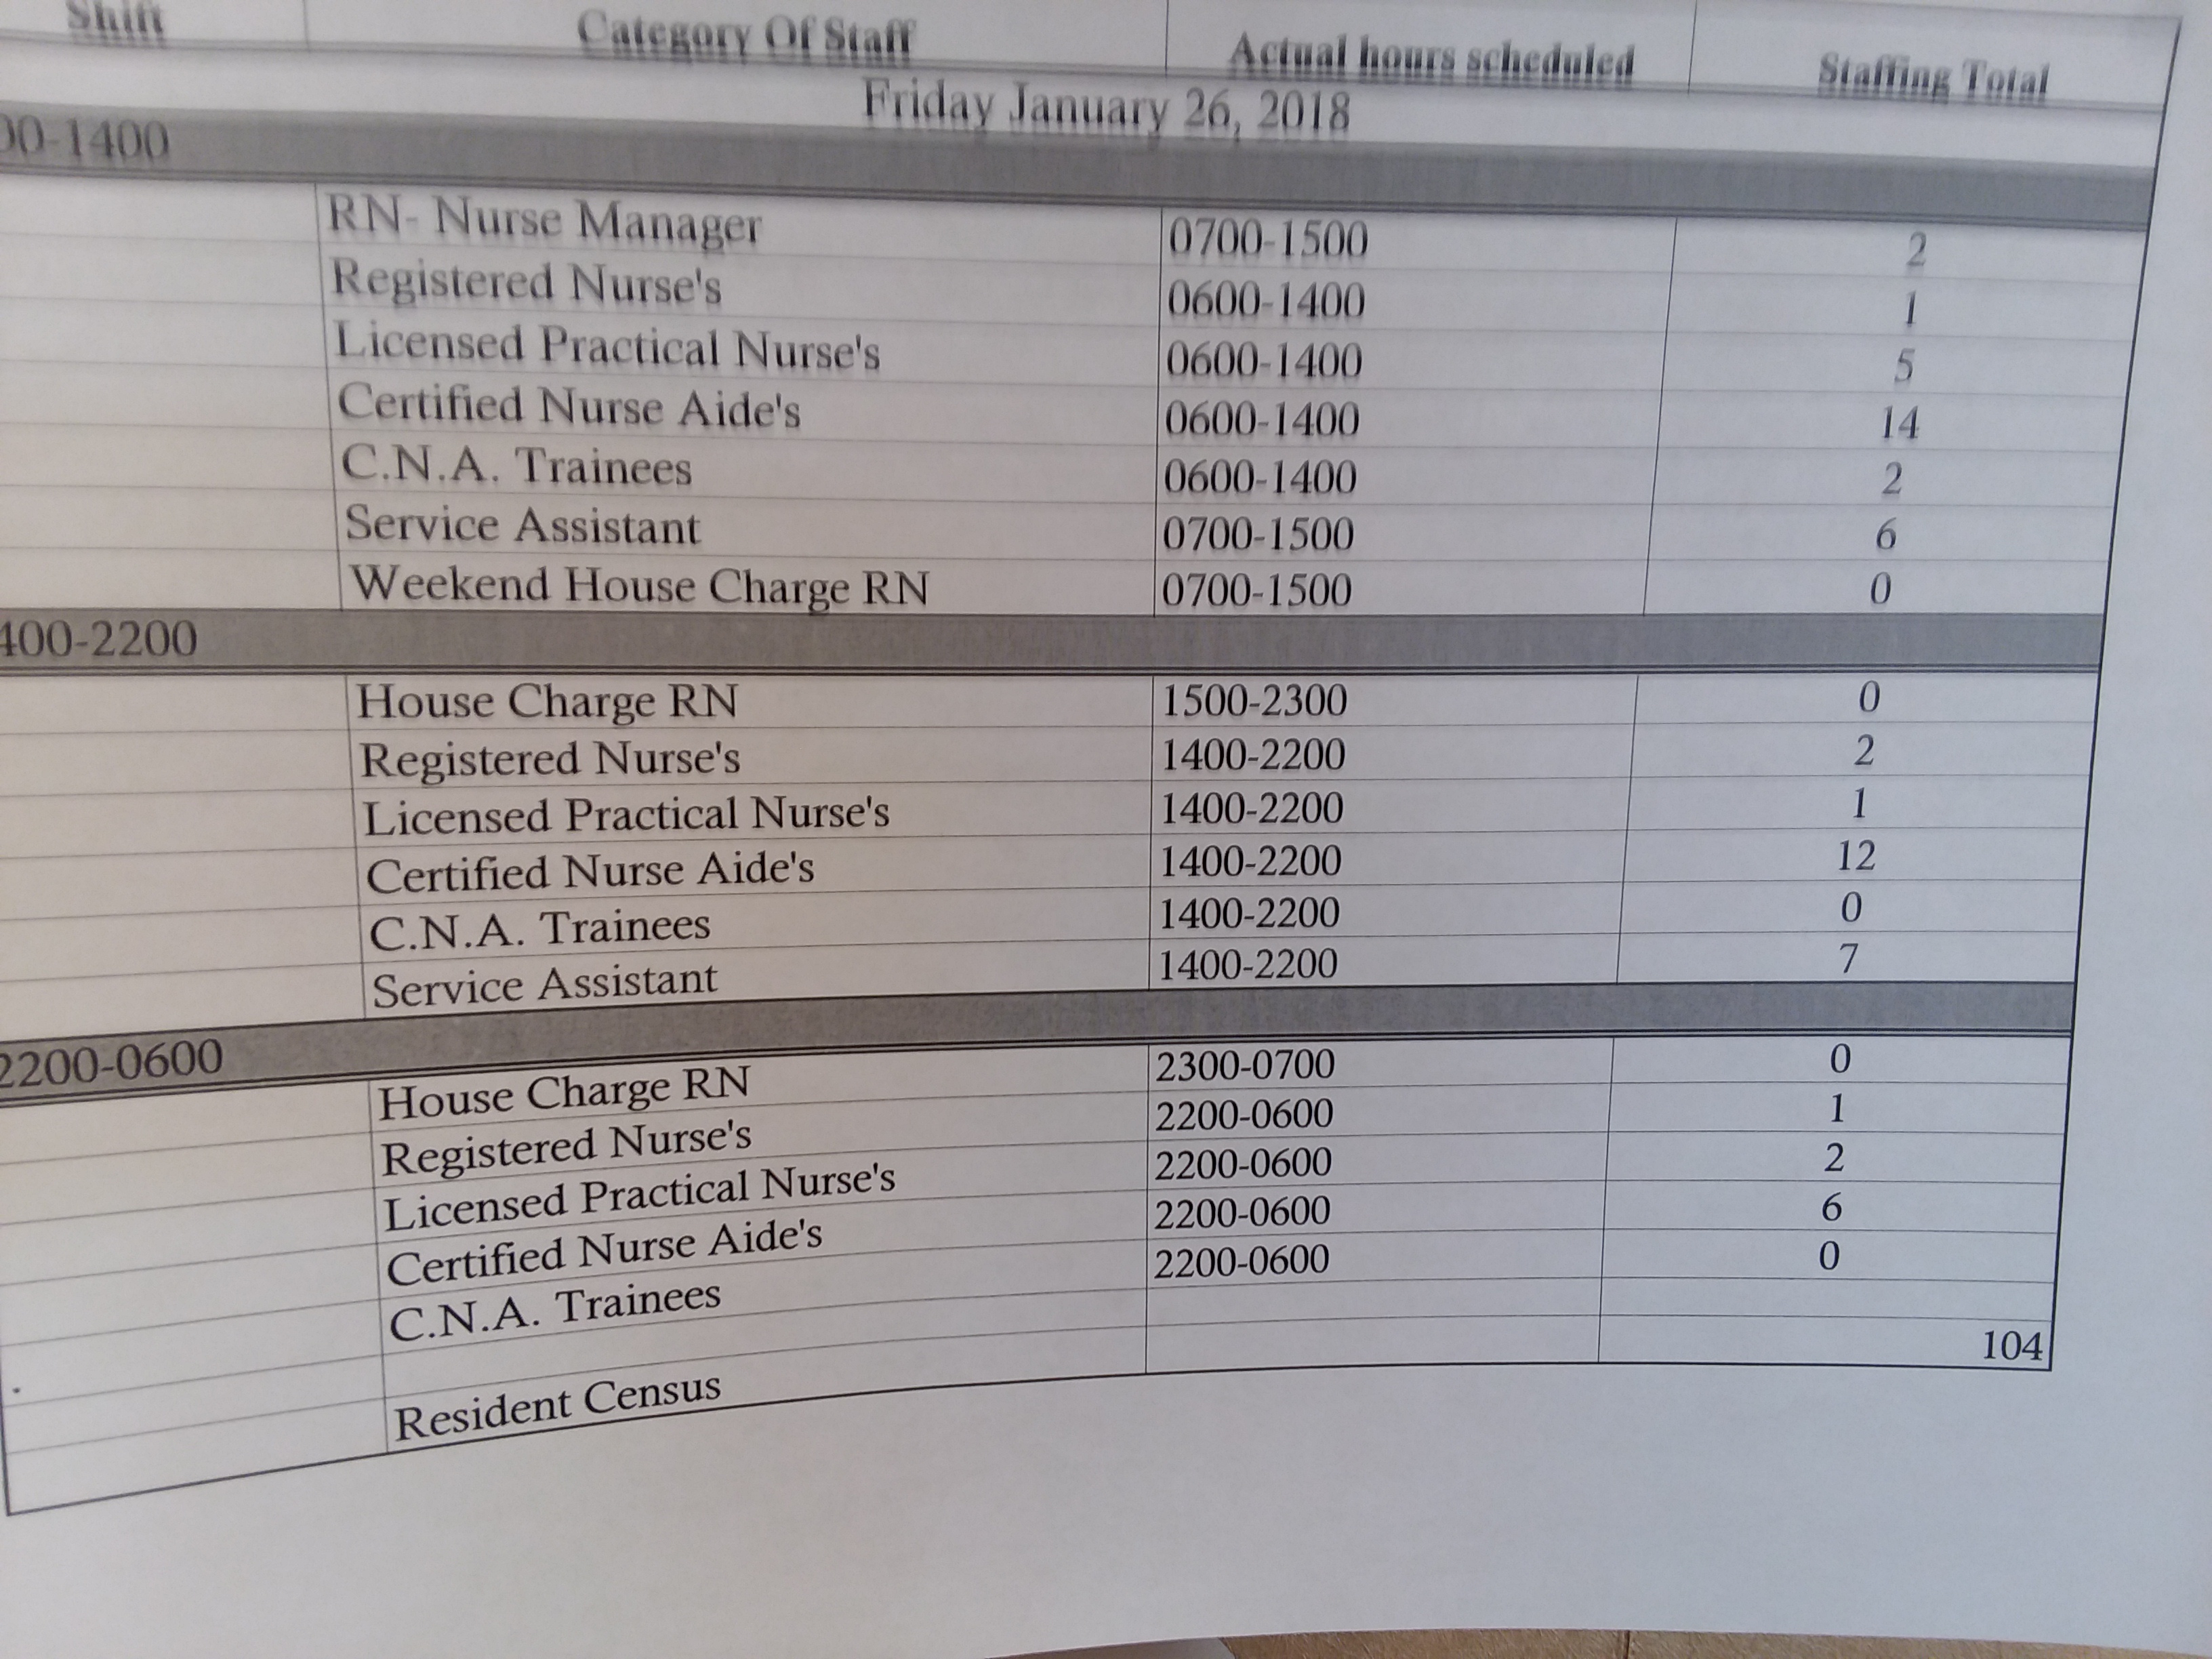 Shift Category Of Staff Actual hours scheduled Staffing Total
Friday January 26, 2018
00-1400
RN- Nurse Manager 0700-1500 2
Registered Nurse's 0600-1400 1
Licensed Practical Nurse's 0600-1400 5
Certified Nurse Aide's 0600-1400 14
C.N.A. Trainees 0600-1400 2
Service Assistant 0700-1500 6
Weekend House Charge RN 0700-1500 0
400-2200
House Charge RN 1500-2300 0
Registered Nurse's 1400-2200 2
Licensed Practical Nurse's 1400-2200 1
Certified Nurse Aide's 1400-2200 12
C.N.A. Trainees 1400-2200 0
Service Assistant 1400-2200 7
2200-0600
House Charge RN 2300-0700 0
Registered Nurse's 2200-0600 1
Licensed Practical Nurse's 2200-0600 2
Certified Nurse Aide's 2200-0600 6
C.N.A. Trainees 2200-0600 0
Resident Census 104